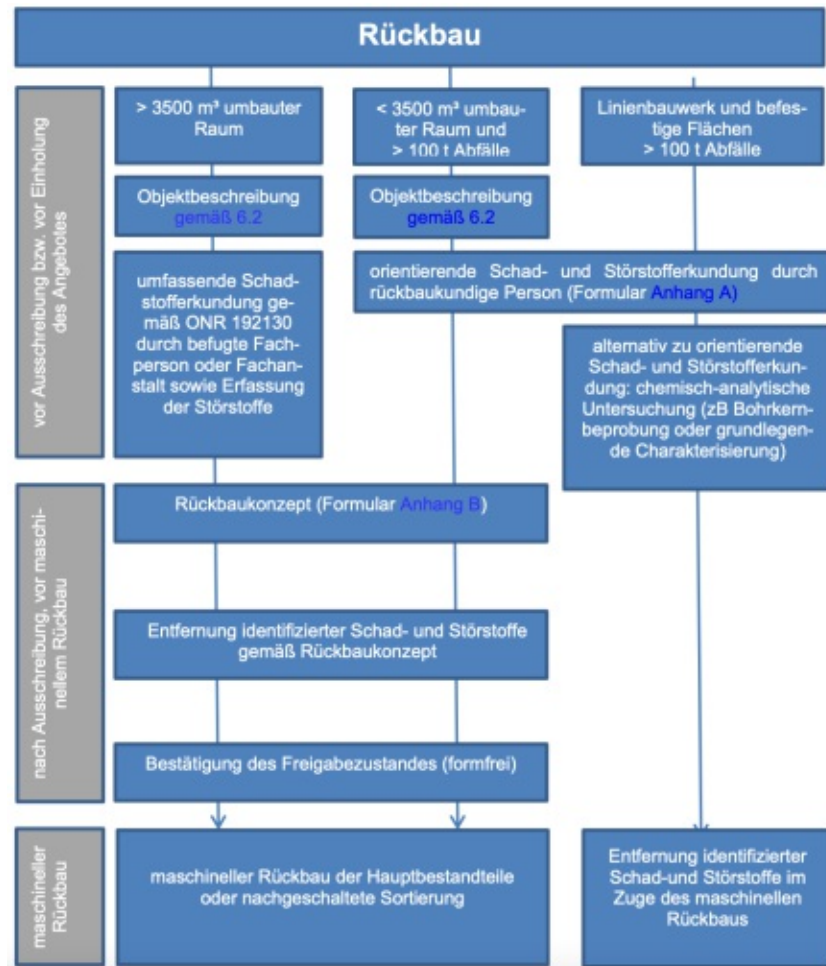 Rückbau
vor Ausschreibung bzw. vor Einholung
des Angebotes
> 3500 m³ umbauter
Raum
< 3500 m³ umbau-
ter Raum und
> 100 t Abfälle
Linienbauwerk und befes-
tige Flächen
> 100 t Abfälle
Objektbeschreibung
gemäß 6.2
Objektbeschreibung
gemäß 6.2
umfassende Schad-
stofferkundung ge-
mäß ONR 192130
durch befugte Fach-
person oder Fachan-
stalt sowie Erfassung
der Störstoffe
orientierende Schad- und Störstofferkundung durch
rückbaukundige Person (Formular Anhang A)
alternativ zu orientierende
Schad- und Störstofferkun-
dung: chemisch-analytische
Untersuchung (zB Bohrkern-
beprobung oder grundlegen-
de Charakterisierung)
nach Ausschreibung, vor maschi-
nellem Rückbau
Rückbaukonzept (Formular Anhang B)
Entfernung identifizierter Schad- und Störstoffe
gemäß Rückbaukonzept
Bestätigung des Freigabezustandes (formfrei)
maschineller
Rückbau
maschineller Rückbau der Hauptbestandteile
oder nachgeschaltete Sortierung
Entfernung identifizierter
Schad-und Störstoffe im
Zuge des maschinellen
Rückbaus